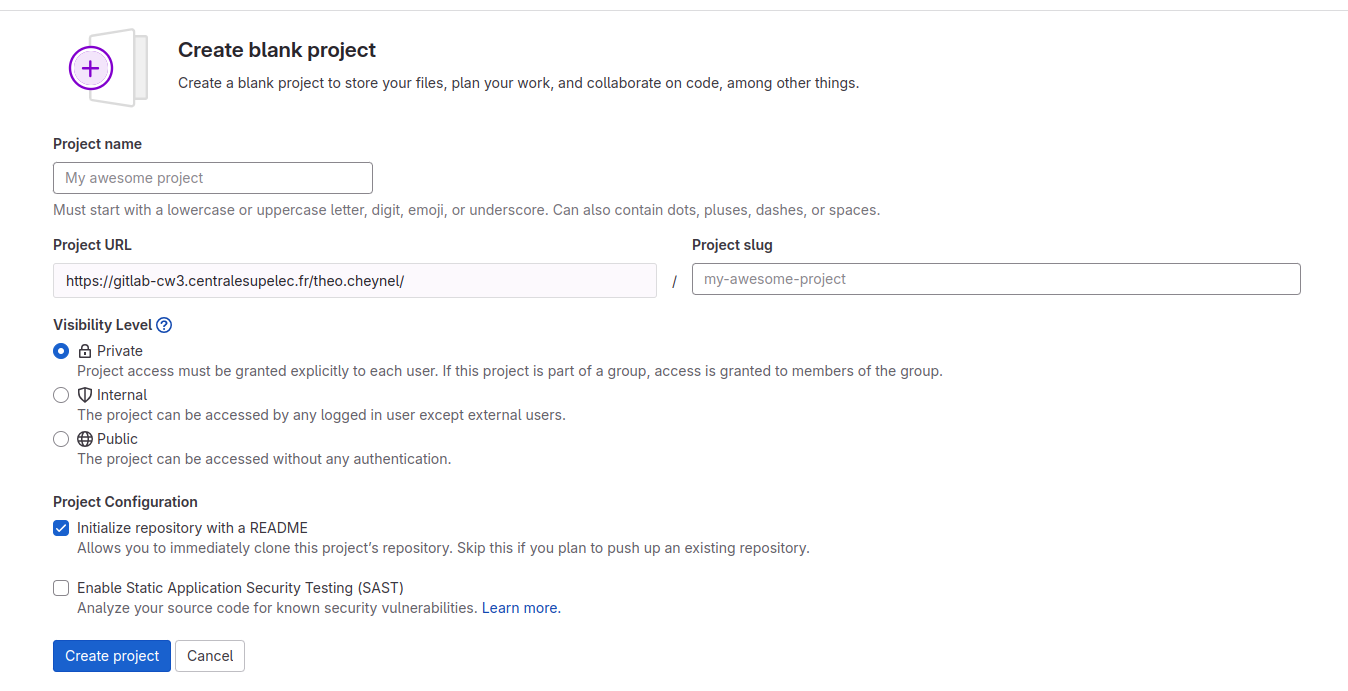 Create blank project
Create a blank project to store your files, plan your work, and collaborate on code, among other things.
Project name
My awesome project
Must start with a lowercase or uppercase letter, digit, emoji, or underscore. Can also contain dots, pluses, dashes, or spaces.
Project URL
https://gitlab-cw3.centralesupelec.fr/theo.cheynel/
/
Project slug
my-awesome-project
Visibility Level
Private
Project access must be granted explicitly to each user. If this project is part of a group, access is granted to members of the group.
Internal
The project can be accessed by any logged in user except external users.
Public
The project can be accessed without any authentication.
Project Configuration
Initialize repository with a README
Allows you to immediately clone this project’s repository. Skip this if you plan to push up an existing repository.
Enable Static Application Security Testing (SAST)
Analyze your source code for known security vulnerabilities. Learn more.
Create project
Cancel